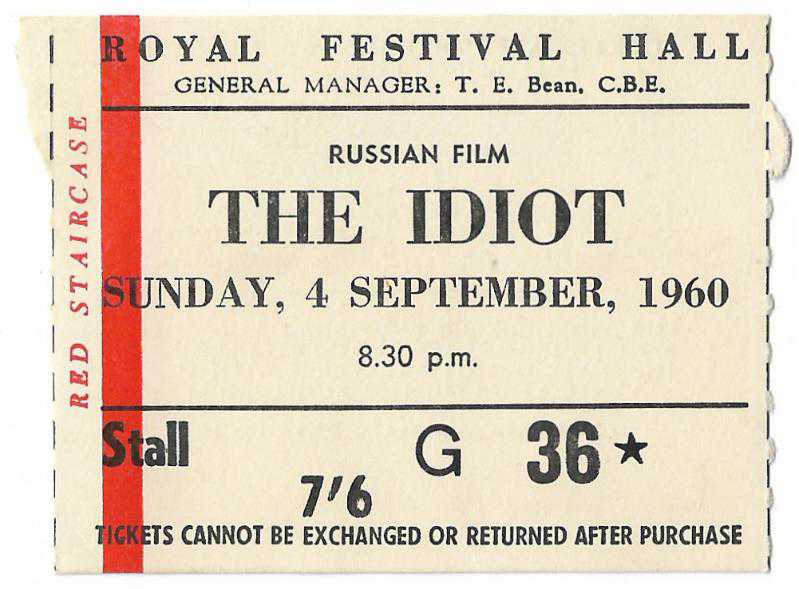 ROYAL FESTIVAL HALL
GENERAL MANAGER: T. E. Bean, C.B.E.
RED STAIRCASE
RUSSIAN FILM
THE IDIOT
SUNDAY, 4 SEPTEMBER, 1960
8.30 p.m.
Stall G 36★
7'6
TICKETS CANNOT BE EXCHANGED OR RETURNED AFTER PURCHASE